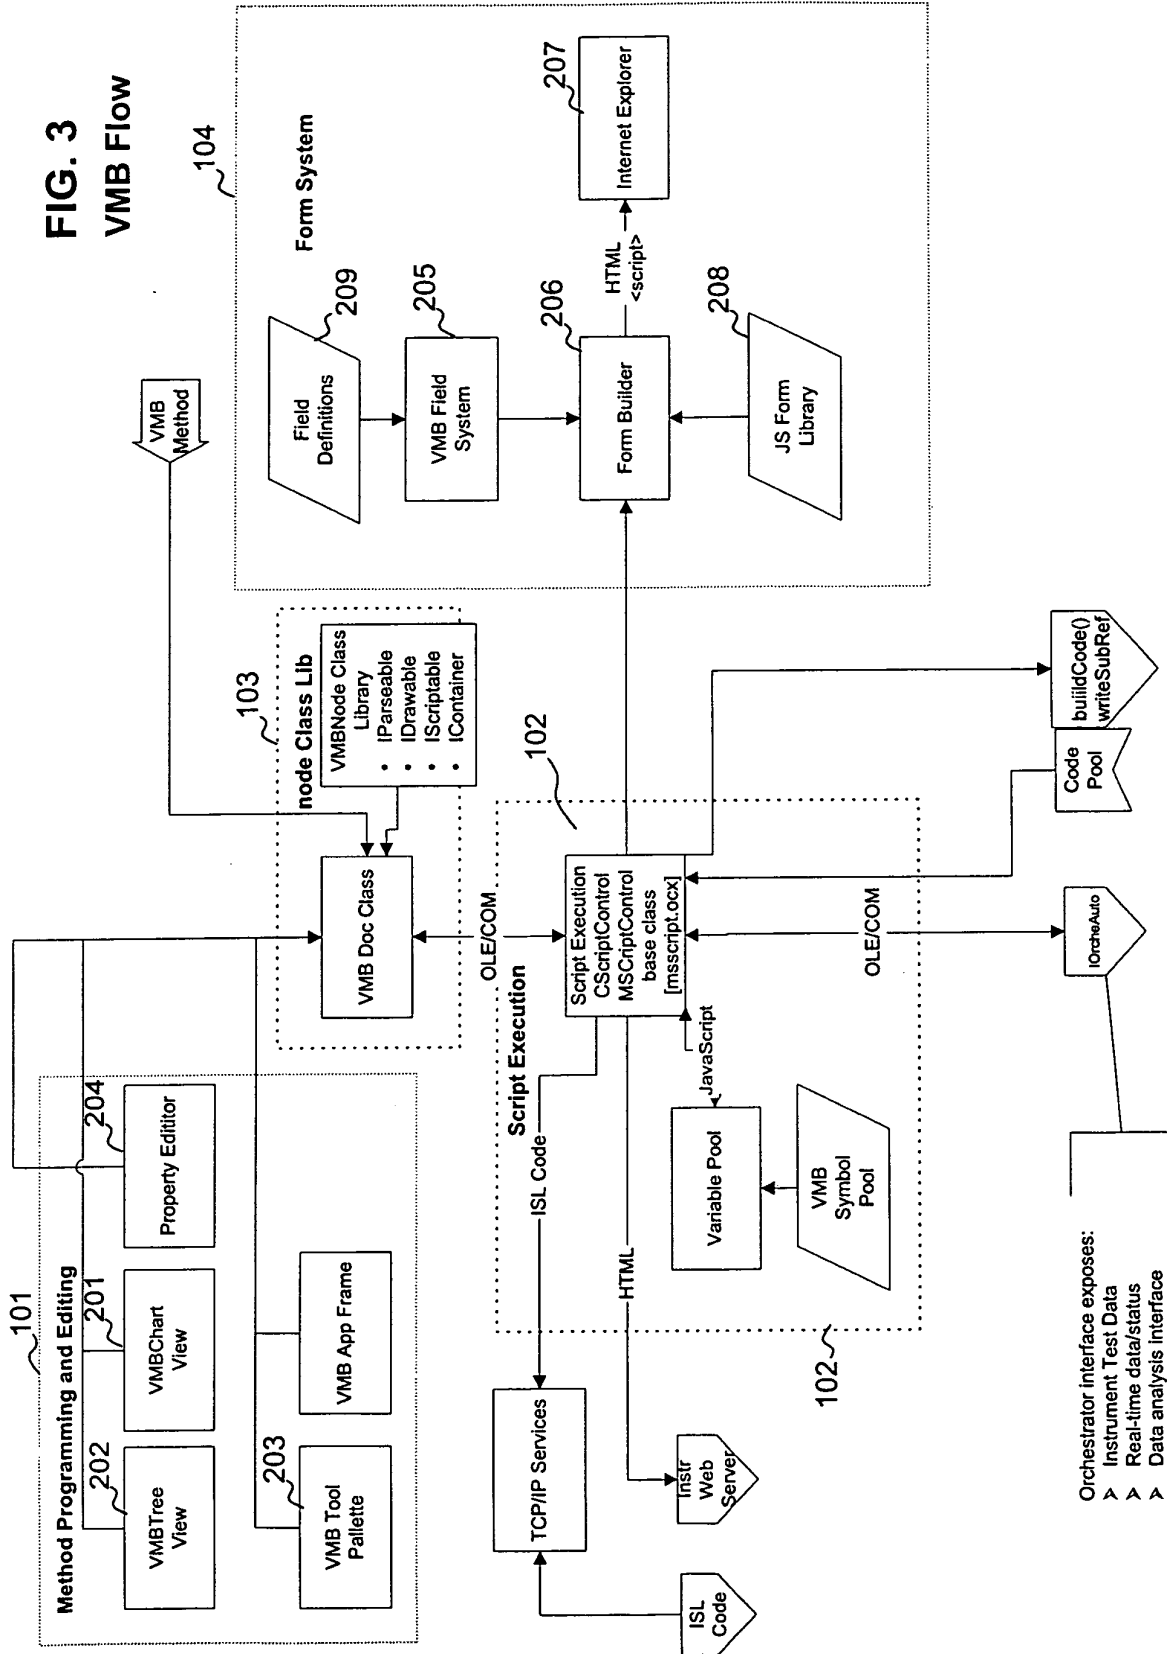 FIG. 3
VMB Flow
101
Method Programming and Editing
202
VMBTree
View
201
VMBChart
View
204
Property Edititor
203
VMB Tool
Pallette
VMB App Frame
103
node Class Lib
VMB Doc Class
VMBNode Class
Library
• IParseable
• IDrawable
• IScriptable
• IContainer
VMB
Method
104
Form System
209
Field
Definitions
205
VMB Field
System
206
Form Builder
HTML
<script>
207
Internet Explorer
208
JS Form
Library
OLE/COM
102
Script Execution
Script Execution
CScriptControl
MSCriptControl
base class
[msscript.ocx]
ISL Code
HTML
JavaScript
Variable Pool
VMB
Symbol
Pool
OLE/COM
102
TCP/IP Services
Instr
Web
Server
ISL
Code
Code
Pool
buiildCode()
writeSubRef
IOrcheAuto
Orchestrator interface exposes:
➢ Instrument Test Data
➢ Real-time data/status
➢ Data analysis interface